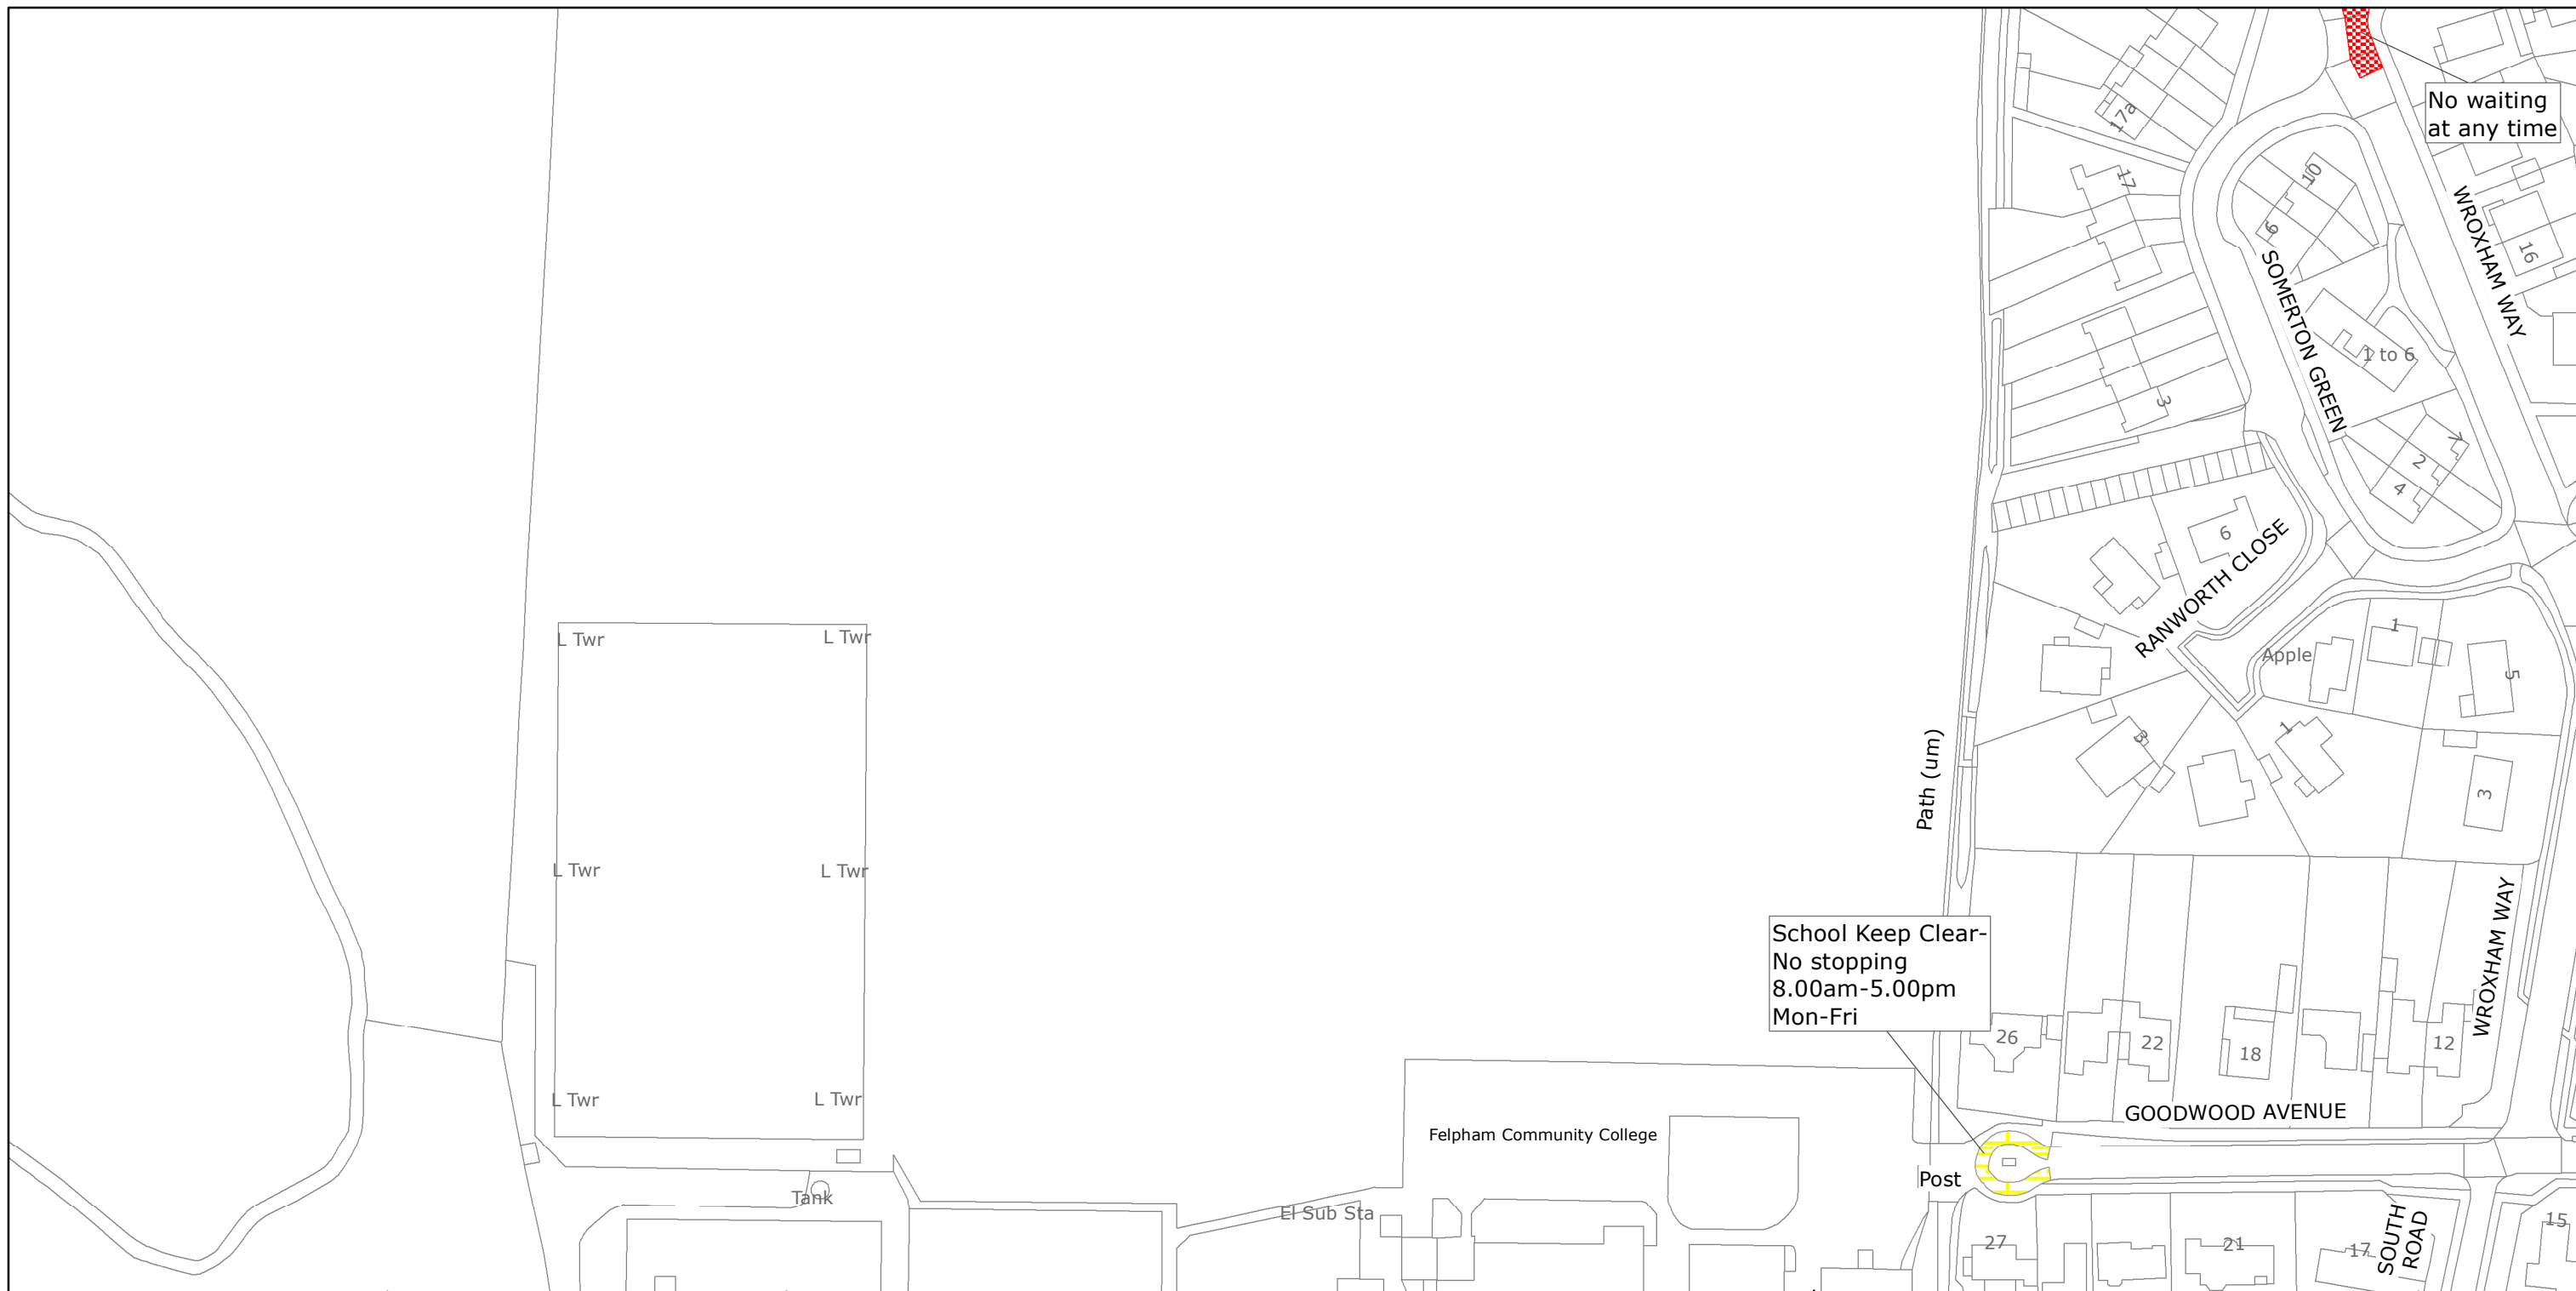 No waiting
at any time
17a
17
10
6
16
WROXHAM WAY
SOMERTON GREEN
1 to 6
3
2
4
6
RANWORTH CLOSE
L Twr
L Twr
1
Apple
5
1
3
3
Path (um)
L Twr
L Twr
School Keep Clear-
No stopping
8.00am-5.00pm
Mon-Fri
WROXHAM WAY
26
22
18
12
L Twr
L Twr
GOODWOOD AVENUE
Felpham Community College
Post
Tank
El Sub Sta
27
21
17
SOUTH
ROAD
15